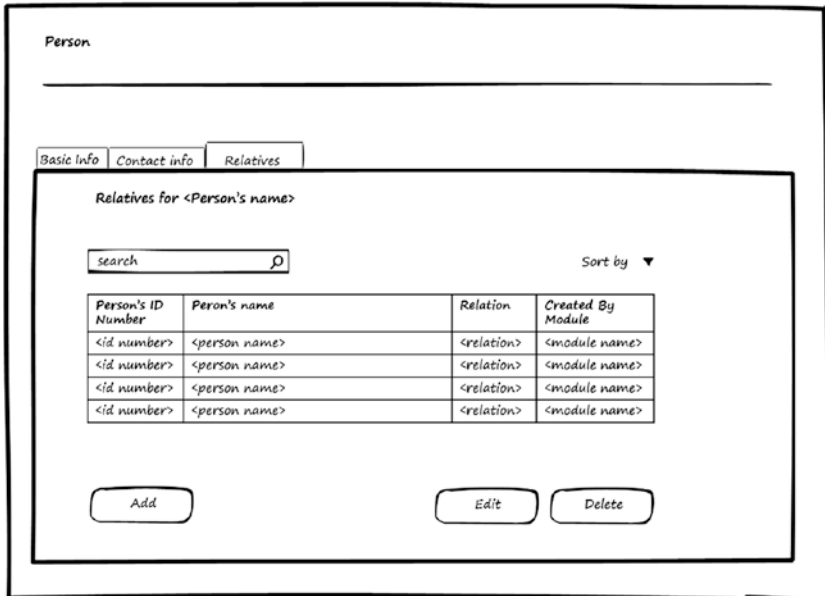 Person
Basic Info Contact info Relatives
Relatives for <Person's name>
search
Sort by
Person's ID Number Peron's name Relation Created By Module
<id number> <person name> <relation> <module name>
<id number> <person name> <relation> <module name>
<id number> <person name> <relation> <module name>
<id number> <person name> <relation> <module name>
Add Edit Delete